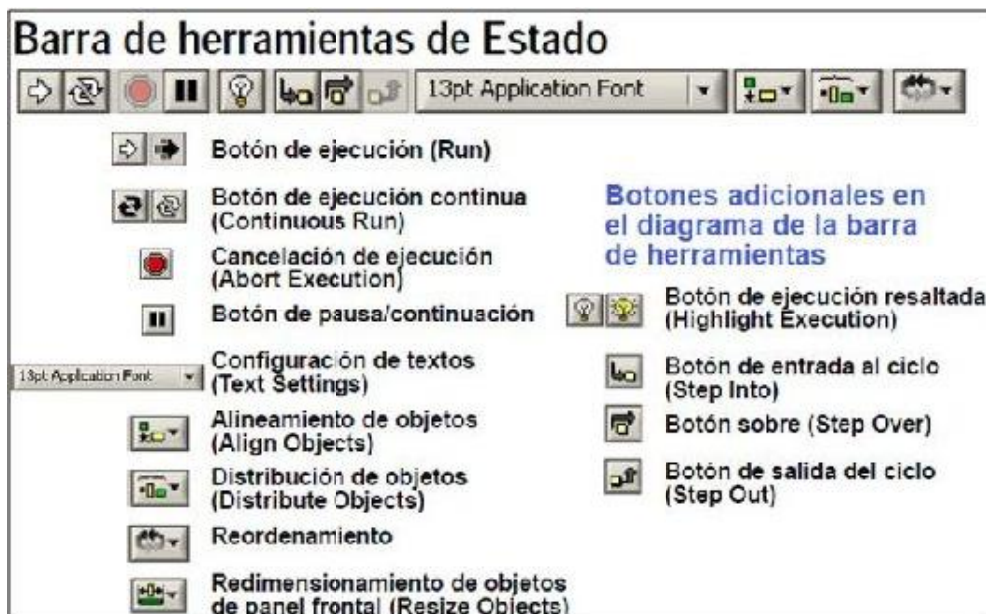 Barra de herramientas de Estado
13pt Application Font
Botón de ejecución (Run)
Botón de ejecución continua
(Continuous Run)
Cancelación de ejecución
(Abort Execution)
Botón de pausa/continuación
13pt Application Font
Configuración de textos
(Text Settings)
Alineamiento de objetos
(Align Objects)
Distribución de objetos
(Distribute Objects)
Reordenamiento
Redimensionamiento de objetos
de panel frontal (Resize Objects)
Botones adicionales en
el diagrama de la barra
de herramientas
Botón de ejecución resaltada
(Highlight Execution)
Botón de entrada al ciclo
(Step Into)
Botón sobre (Step Over)
Botón de salida del ciclo
(Step Out)